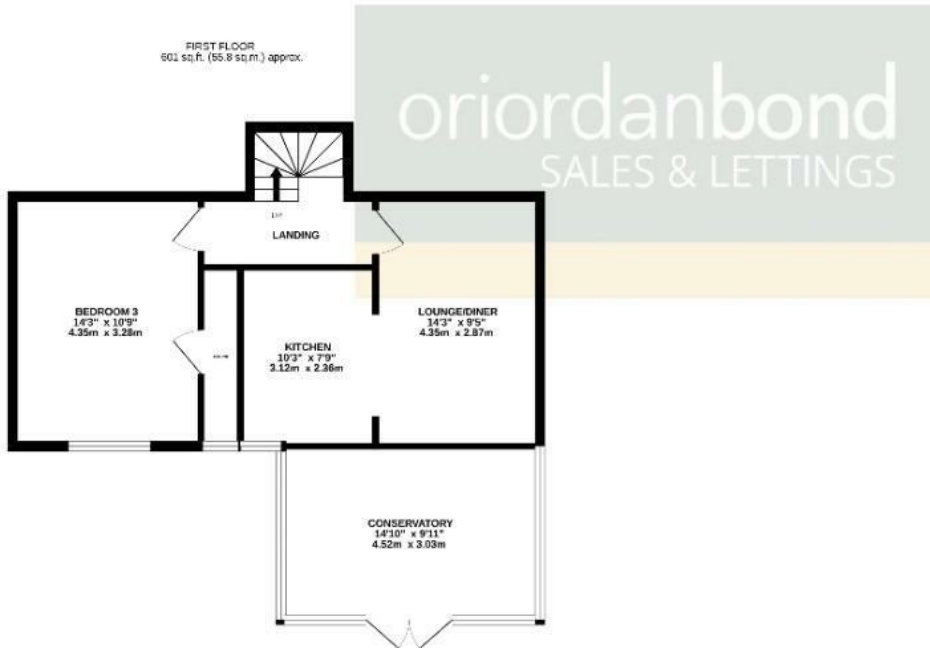 FIRST FLOOR
601 sq.ft. (55.8 sq.m.) approx.
oriordanbond
SALES & LETTINGS
LANDING
BEDROOM 3
14'3" x 10'9"
4.35m x 3.28m
LOUNGE/DINER
14'3" x 9'5"
4.35m x 2.87m
KITCHEN
10'3" x 7'9"
3.12m x 2.36m
CONSERVATORY
14'10" x 9'11"
4.52m x 3.03m